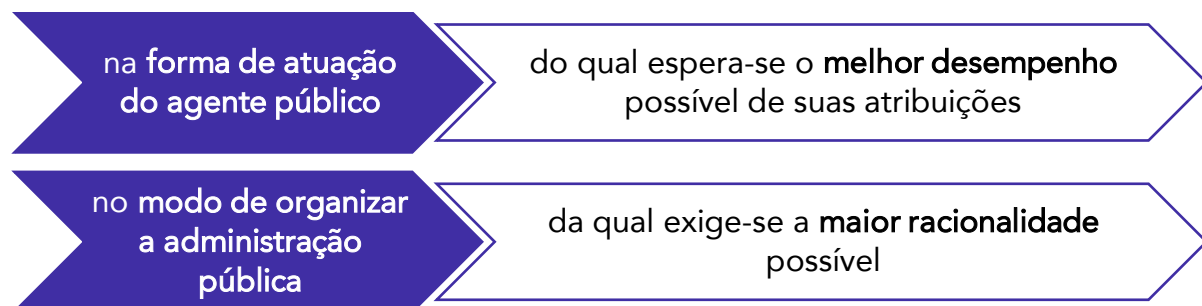 na forma de atuação
do agente público
do qual espera-se o melhor desempenho
possível de suas atribuições
no modo de organizar
a administração
pública
da qual exige-se a maior racionalidade
possível